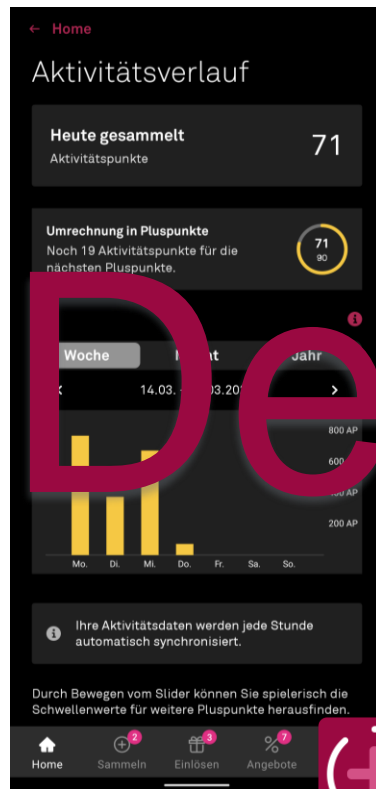 ← Home
Aktivitätsverlauf
Heute gesammelt
Aktivitätspunkte
71
Umrechnung in Pluspunkte
Noch 19 Aktivitätspunkte für die
nächsten Pluspunkte.
71
90
De
Woche
Jahr
14.03.
800 AP
600
200 AP
Mo. Di. Mi. Do. Fr. Sa. So.
Ihre Aktivitätsdaten werden jede Stunde
automatisch synchronisiert.
Durch Bewegen vom Slider können Sie spielerisch die
Schwellenwerte für weitere Pluspunkte herausfinden.
2 3 7
Home Sammeln Einlösen Angebote